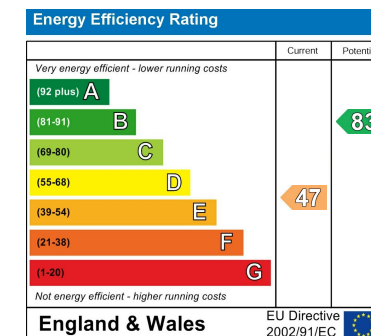 Energy Efficiency Rating
Current Potenti
Very energy efficient - lower running costs
(92 plus) A
(81-91) B 83
(69-80) C
(55-68) D
47
(39-54) E
(21-38) F
(1-20) G
Not energy efficient - higher running costs
England & Wales
EU Directive
2002/91/EC